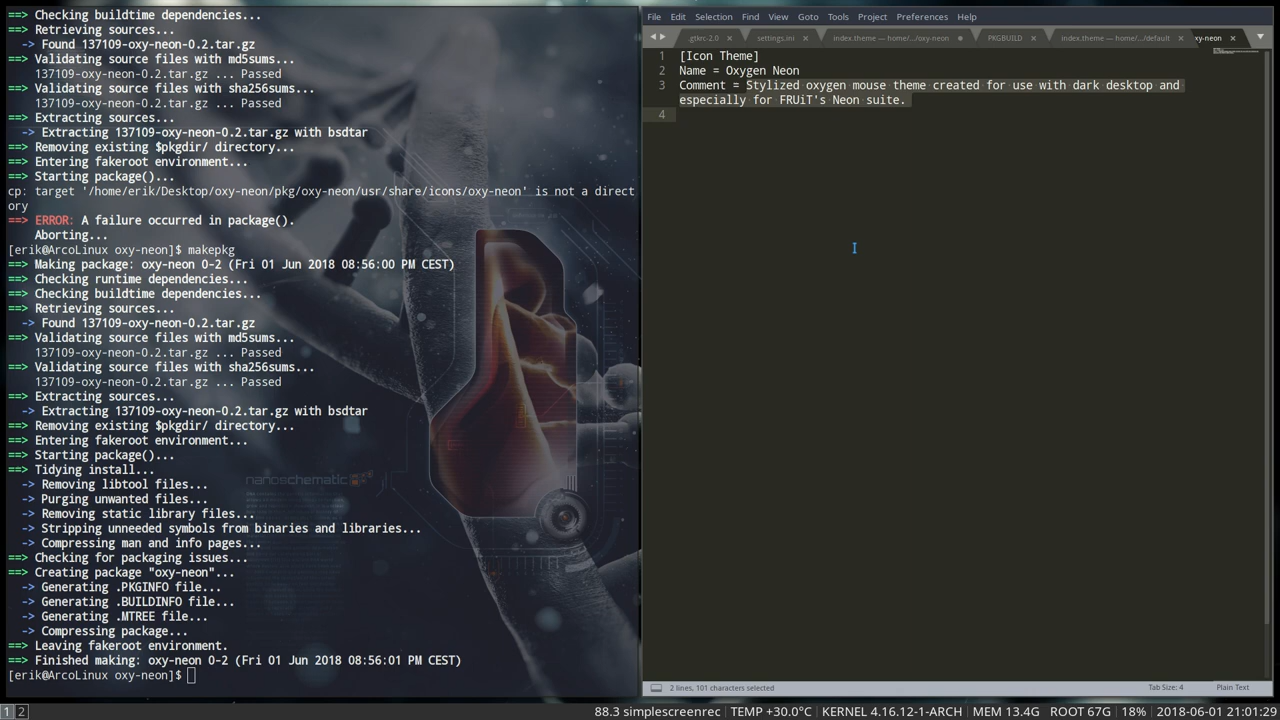 ==> Checking buildtime dependencies...
==> Retrieving sources...
  -> Found 137109-oxy-neon-0.2.tar.gz
==> Validating source files with md5sums...
    137109-oxy-neon-0.2.tar.gz ... Passed
==> Validating source files with sha256sums...
    137109-oxy-neon-0.2.tar.gz ... Passed
==> Extracting sources...
  -> Extracting 137109-oxy-neon-0.2.tar.gz with bsdtar
==> Removing existing $pkgdir/ directory...
==> Entering fakeroot environment...
==> Starting package()...
cp: target '/home/erik/Desktop/oxy-neon/pkg/oxy-neon/usr/share/icons/oxy-neon' is not a direct
ory
==> ERROR: A failure occurred in package().
    Aborting...
[erik@ArcoLinux oxy-neon]$ makepkg
==> Making package: oxy-neon 0-2 (Fri 01 Jun 2018 08:56:00 PM CEST)
==> Checking runtime dependencies...
==> Checking buildtime dependencies...
==> Retrieving sources...
  -> Found 137109-oxy-neon-0.2.tar.gz
==> Validating source files with md5sums...
    137109-oxy-neon-0.2.tar.gz ... Passed
==> Validating source files with sha256sums...
    137109-oxy-neon-0.2.tar.gz ... Passed
==> Extracting sources...
  -> Extracting 137109-oxy-neon-0.2.tar.gz with bsdtar
==> Removing existing $pkgdir/ directory...
==> Entering fakeroot environment...
==> Starting package()...
==> Tidying install...
  -> Removing libtool files...
  -> Purging unwanted files...
  -> Removing static library files...
  -> Stripping unneeded symbols from binaries and libraries...
  -> Compressing man and info pages...
==> Checking for packaging issues...
==> Creating package "oxy-neon"...
  -> Generating .PKGINFO file...
  -> Generating .BUILDINFO file...
  -> Generating .MTREE file...
  -> Compressing package...
==> Leaving fakeroot environment.
==> Finished making: oxy-neon 0-2 (Fri 01 Jun 2018 08:56:01 PM CEST)
[erik@ArcoLinux oxy-neon]$
nanoschematic
File Edit Selection Find View Goto Tools Project Preferences Help
.gtkrc-2.0 × settings.ini × index.theme — home/.../oxy-neon PKGBUILD × index.theme — home/.../default × xy-neon ×
1 [Icon Theme]
2 Name = Oxygen Neon
3 Comment = Stylized oxygen mouse theme created for use with dark desktop and
especially for FRUiT's Neon suite.
4
2 lines, 101 characters selected Tab Size: 4 Plain Text
1 2 88.3 simplescreenrec | TEMP +30.0°C | KERNEL 4.16.12-1-ARCH | MEM 13.4G ROOT 67G | 18% | 2018-06-01 21:01:29